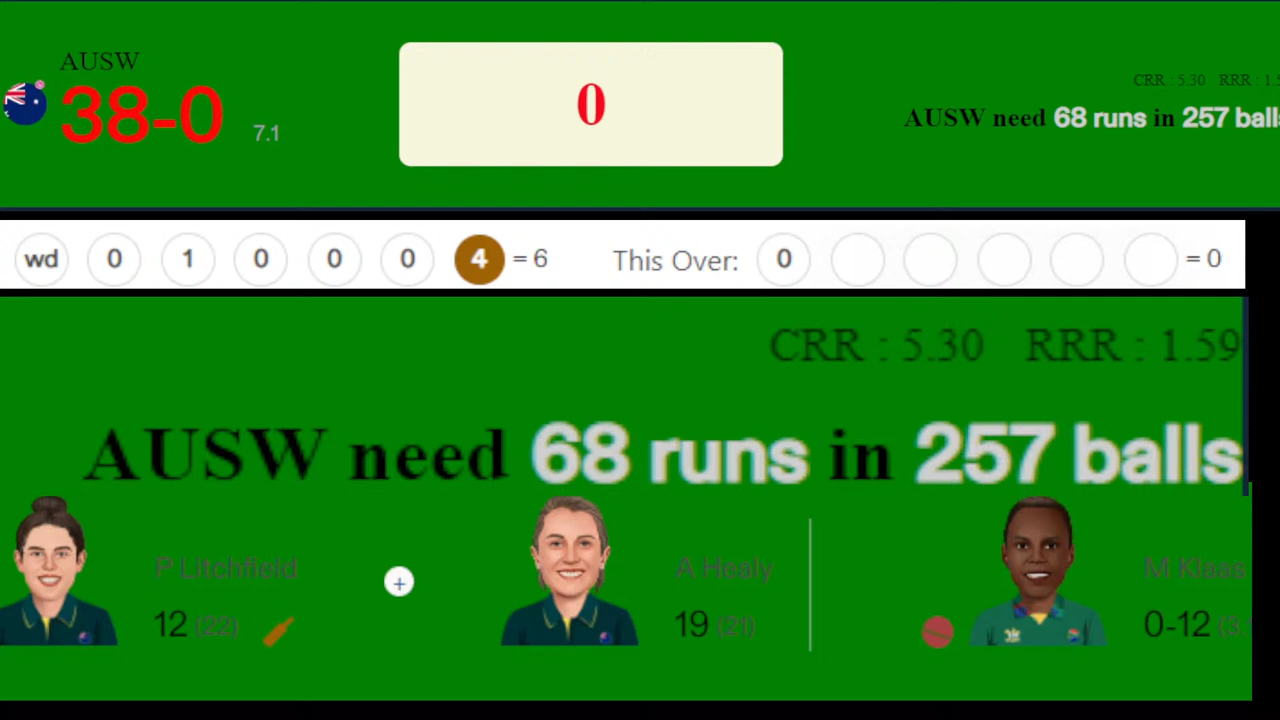 AUSW
38-0 7.1
0
CRR : 5.30 RRR :
AUSW need 68 runs in 257 balls
wd 0 1 0 0 0 4 = 6 This Over: 0 = 0
CRR : 5.30 RRR : 1.59
AUSW need 68 runs in 257 balls
P Litchfield A Healy M Klaas
12 (22) 19 (21) 0-12 (3.